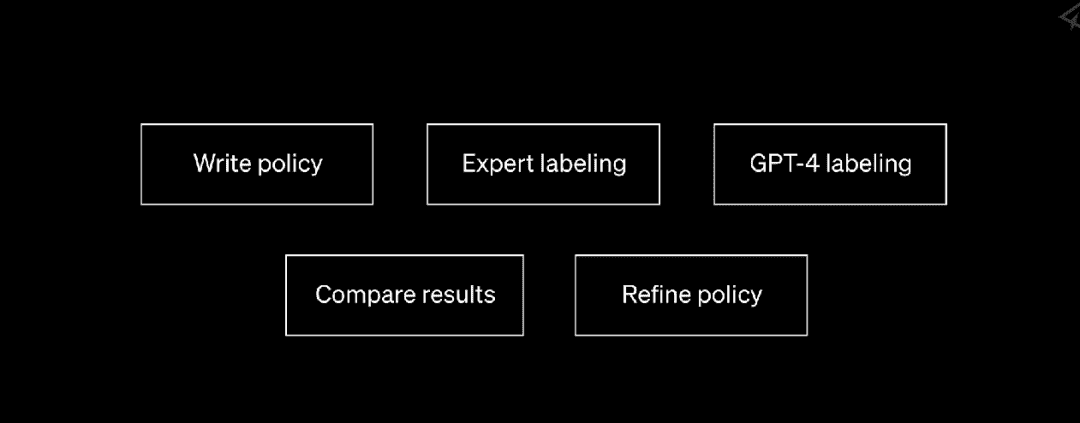 Write policy
Expert labeling
GPT-4 labeling
Compare results
Refine policy